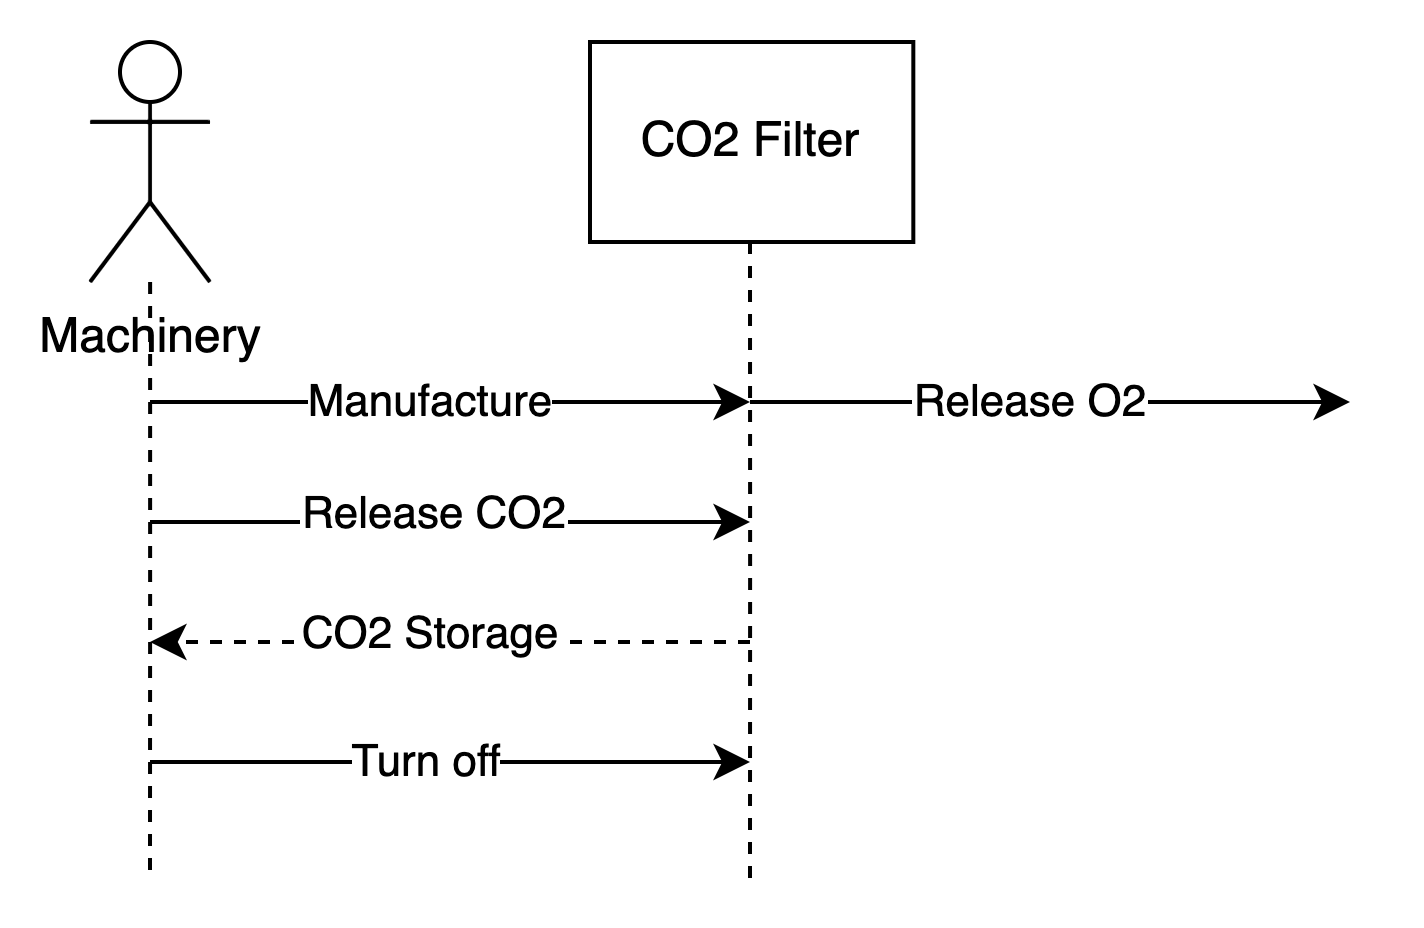 CO2 Filter
Machinery
Manufacture
Release O2
Release CO2
CO2 Storage
Turn off